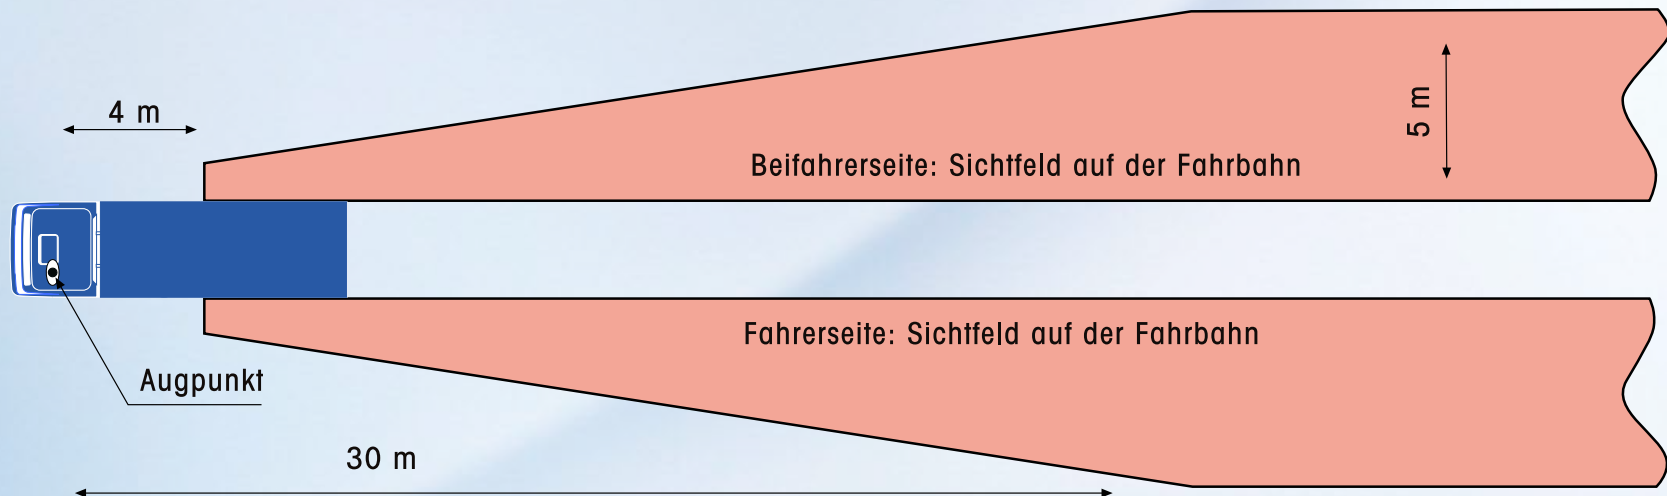 4 m
5 m
Beifahrerseite: Sichtfeld auf der Fahrbahn
Fahrerseite: Sichtfeld auf der Fahrbahn
Augpunkt
30 m